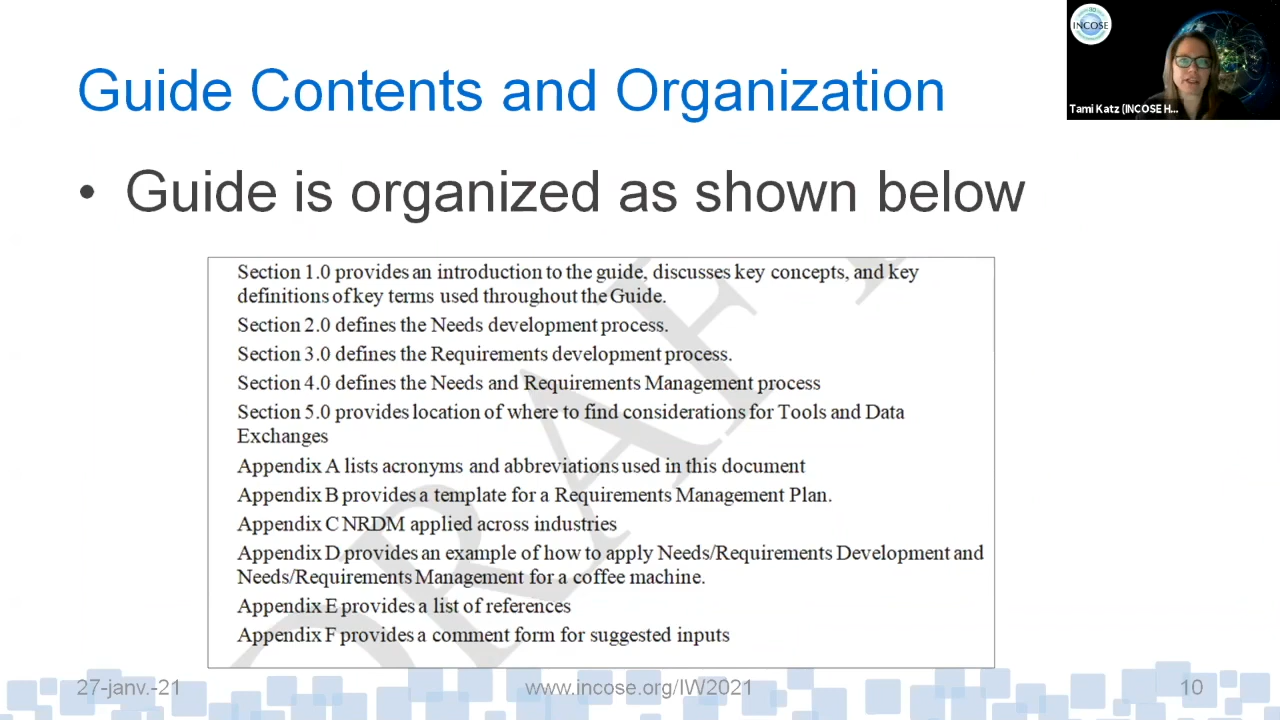 INCOSE
Tami Katz (INCOSE H...
Guide Contents and Organization
• Guide is organized as shown below
Section 1.0 provides an introduction to the guide, discusses key concepts, and key
definitions of key terms used throughout the Guide.
Section 2.0 defines the Needs development process.
Section 3.0 defines the Requirements development process.
Section 4.0 defines the Needs and Requirements Management process
Section 5.0 provides location of where to find considerations for Tools and Data
Exchanges
Appendix A lists acronyms and abbreviations used in this document
Appendix B provides a template for a Requirements Management Plan.
Appendix C NRDM applied across industries
Appendix D provides an example of how to apply Needs/Requirements Development and
Needs/Requirements Management for a coffee machine.
Appendix E provides a list of references
Appendix F provides a comment form for suggested inputs
DRAFT
27-janv.-21
www.incose.org/IW2021
10